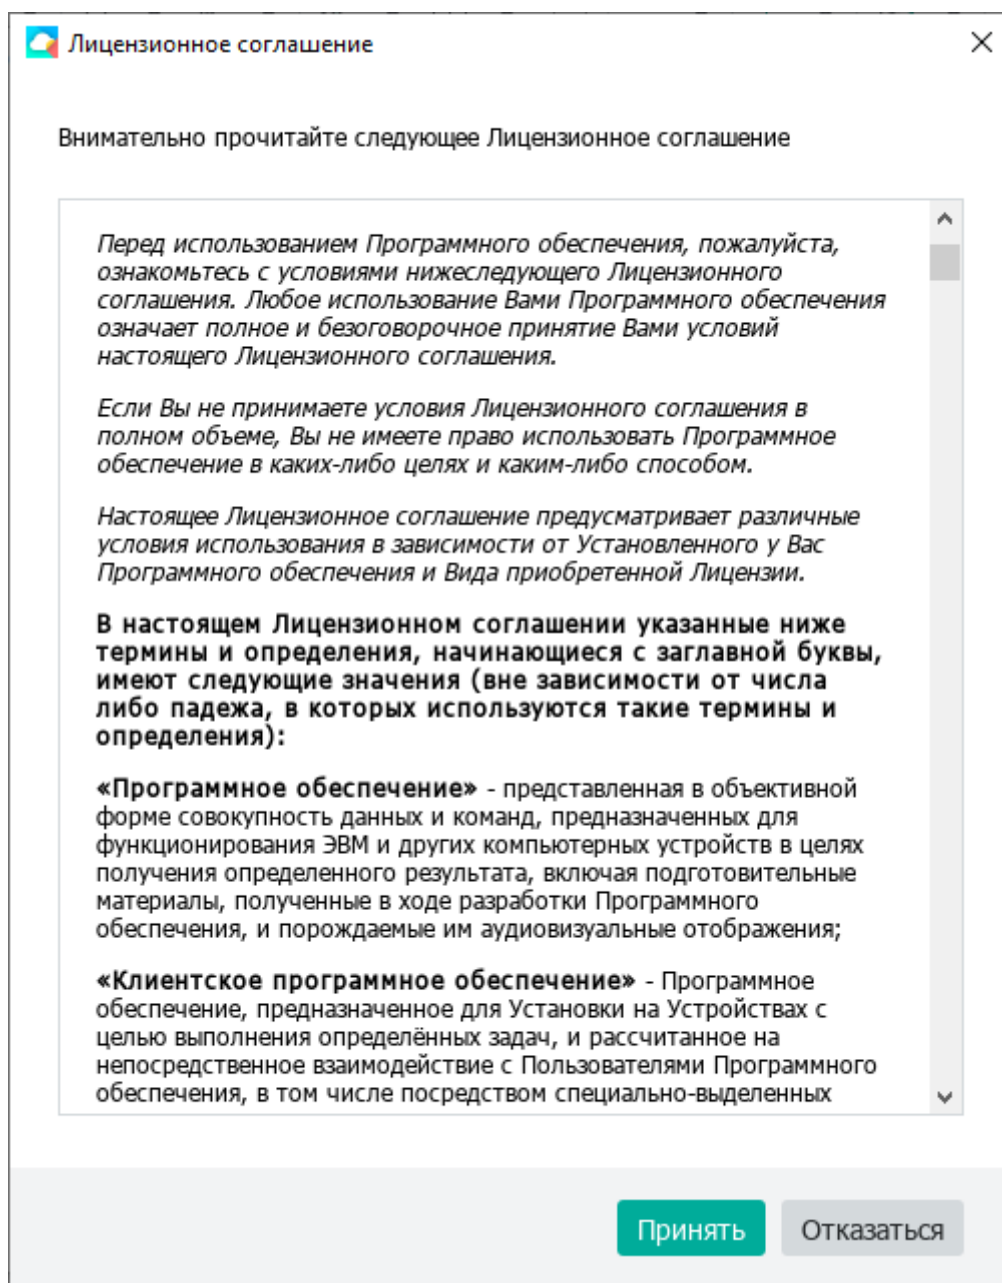 Лицензионное соглашение
Внимательно прочитайте следующее Лицензионное соглашение
Перед использованием Программного обеспечения, пожалуйста,
ознакомьтесь с условиями нижеследующего Лицензионного
соглашения. Любое использование Вами Программного обеспечения
означает полное и безоговорочное принятие Вами условий
настоящего Лицензионного соглашения.
Если Вы не принимаете условия Лицензионного соглашения в
полном объеме, Вы не имеете право использовать Программное
обеспечение в каких-либо целях и каким-либо способом.
Настоящее Лицензионное соглашение предусматривает различные
условия использования в зависимости от Установленного у Вас
Программного обеспечения и Вида приобретенной Лицензии.
В настоящем Лицензионном соглашении указанные ниже
термины и определения, начинающиеся с заглавной буквы,
имеют следующие значения (вне зависимости от числа
либо падежа, в которых используются такие термины и
определения):
«Программное обеспечение» - представленная в объективной
форме совокупность данных и команд, предназначенных для
функционирования ЭВМ и других компьютерных устройств в целях
получения определенного результата, включая подготовительные
материалы, полученные в ходе разработки Программного
обеспечения, и порождаемые им аудиовизуальные отображения;
«Клиентское программное обеспечение» - Программное
обеспечение, предназначенное для Установки на Устройствах с
целью выполнения определённых задач, и рассчитанное на
непосредственное взаимодействие с Пользователями Программного
обеспечения, в том числе посредством специально-выделенных
Принять
Отказаться